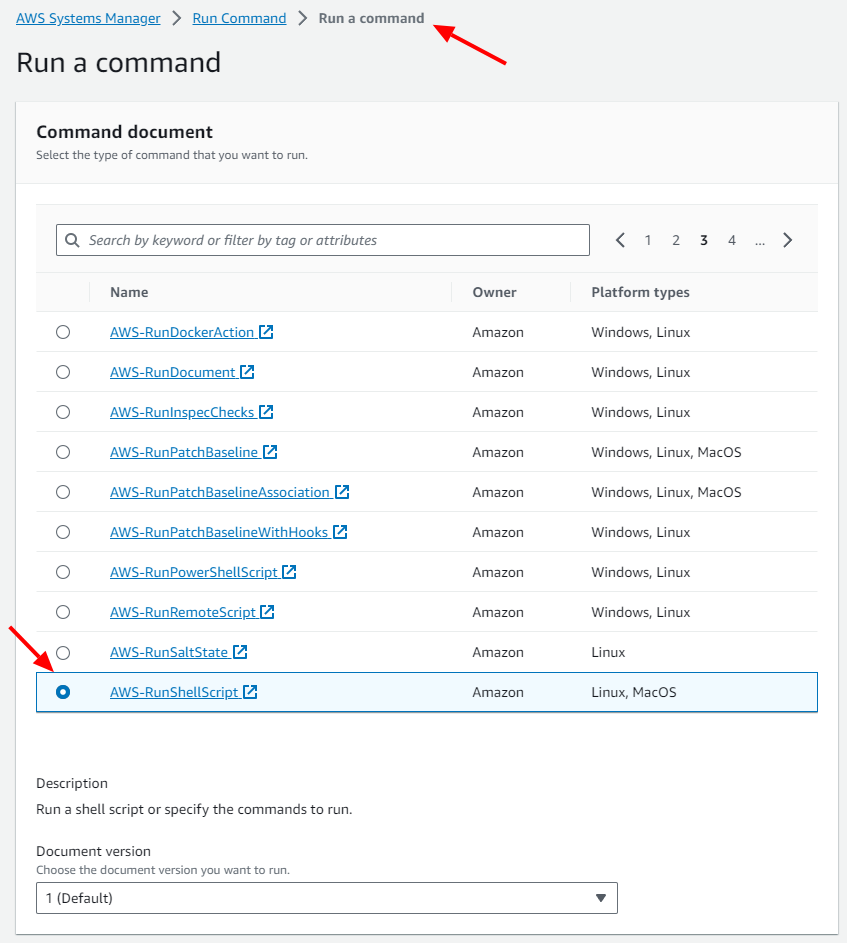 AWS Systems Manager > Run Command > Run a command
Run a command
Command document
Select the type of command that you want to run.
Search by keyword or filter by tag or attributes < 1 2 3 4 ... >
Name Owner Platform types
AWS-RunDockerAction Amazon Windows, Linux
AWS-RunDocument Amazon Windows, Linux
AWS-RunInspecChecks Amazon Windows, Linux
AWS-RunPatchBaseline Amazon Windows, Linux, MacOS
AWS-RunPatchBaselineAssociation Amazon Windows, Linux, MacOS
AWS-RunPatchBaselineWithHooks Amazon Windows, Linux
AWS-RunPowerShellScript Amazon Windows, Linux
AWS-RunRemoteScript Amazon Windows, Linux
AWS-RunSaltState Amazon Linux
AWS-RunShellScript Amazon Linux, MacOS
Description
Run a shell script or specify the commands to run.
Document version
Choose the document version you want to run.
1 (Default)